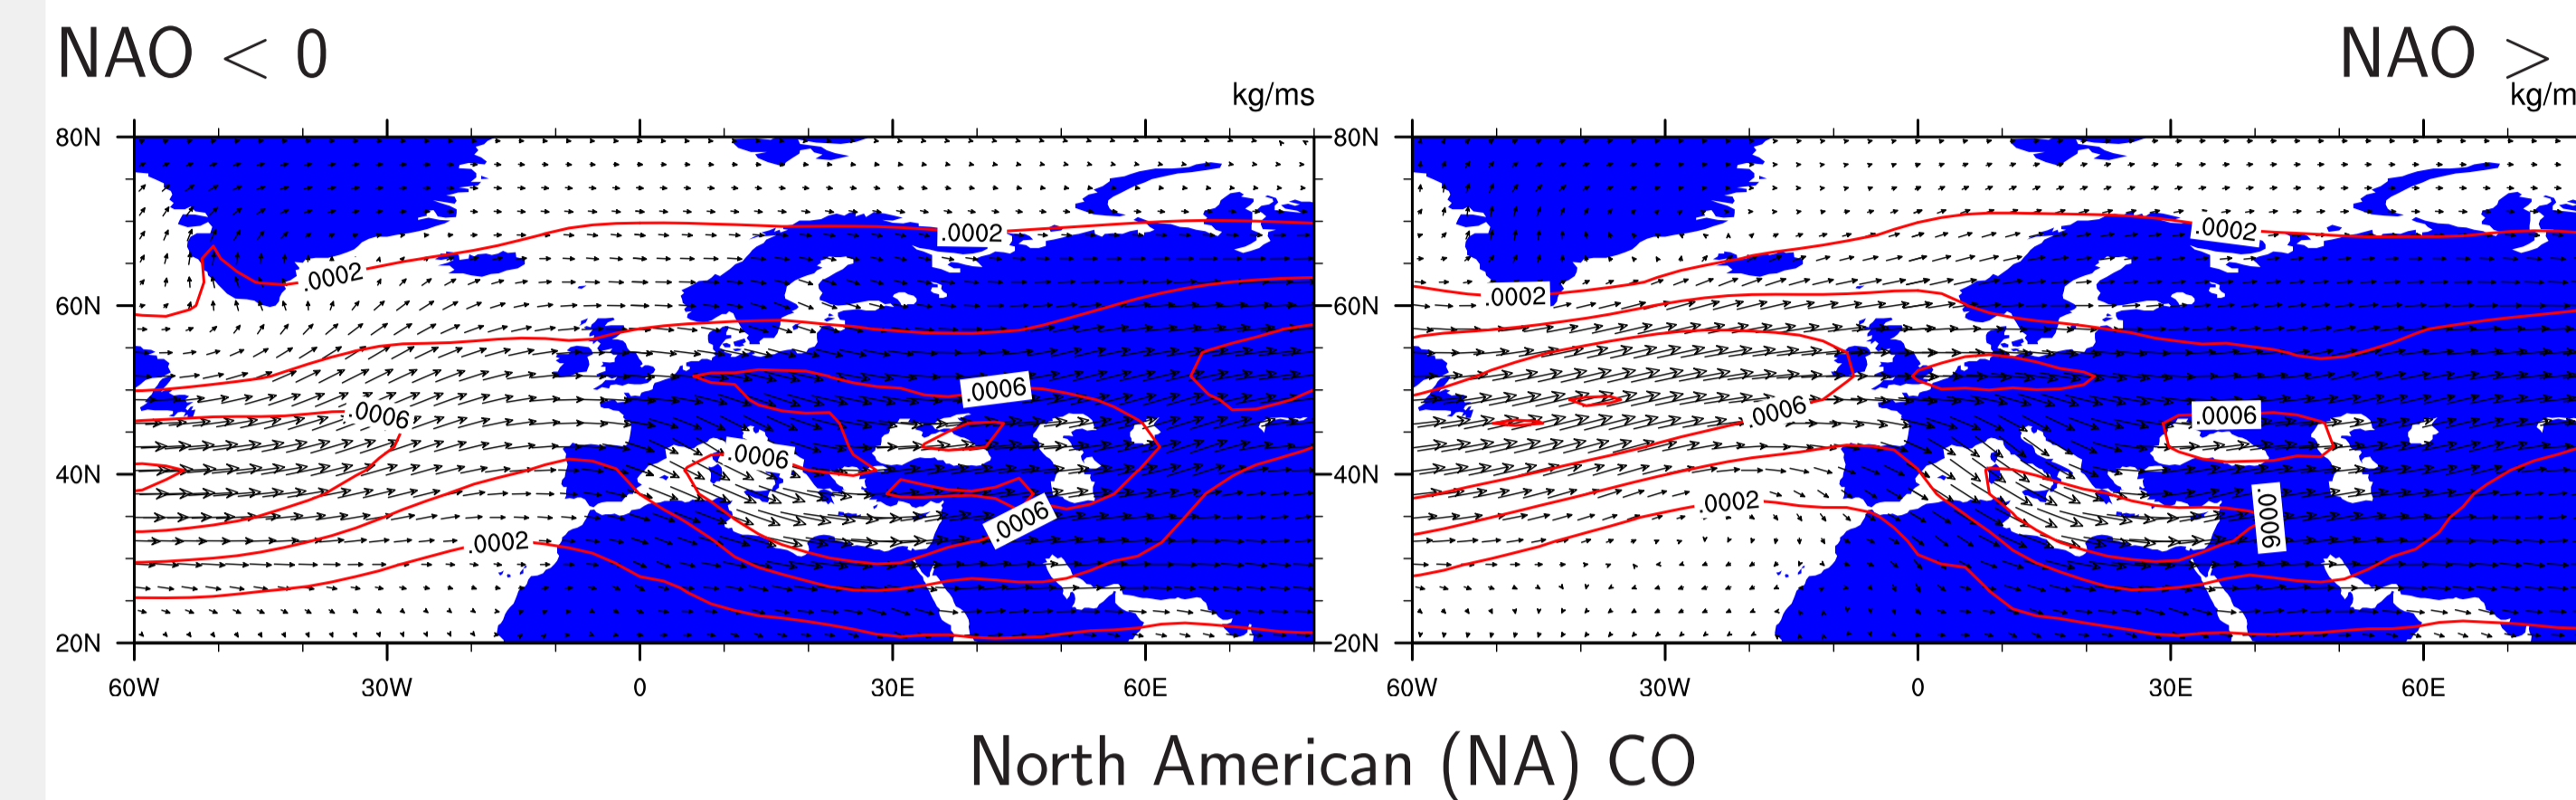 NAO < 0
NAO >
kg/ms
kg/m
80N
60N
40N
20N
60W
30W
0
30E
60E
.0002
.0002
.0006
.0006
.0006
.0006
.0002
80N
60N
40N
20N
60W
30W
0
30E
60E
.0002
.0002
.0006
.0006
.0002
.0006
North American (NA) CO